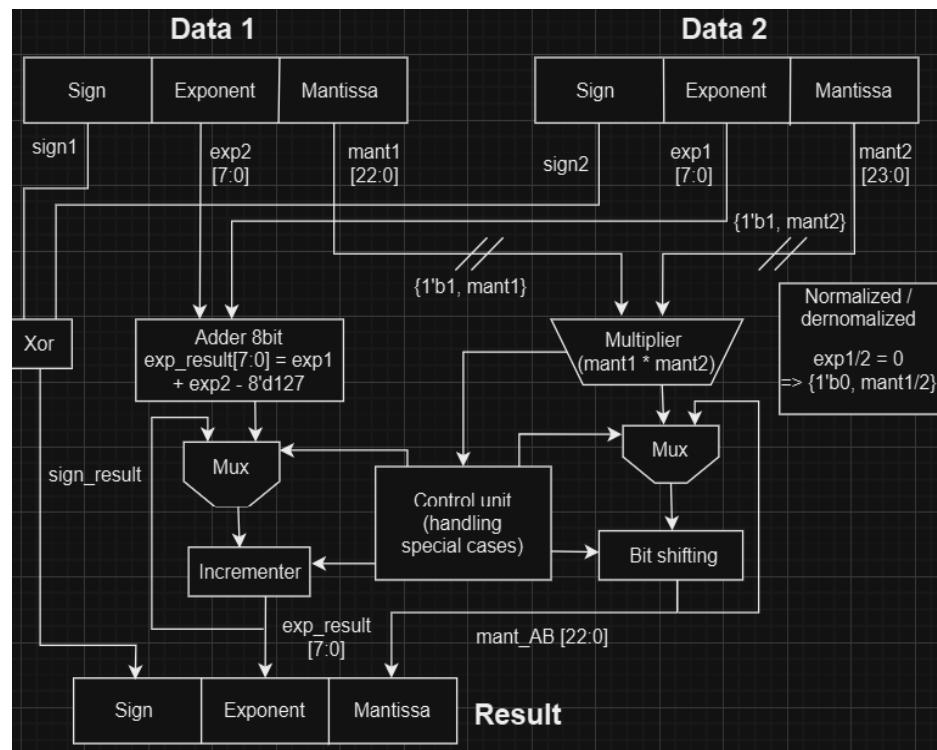 Data 1
Data 2
Sign
Exponent
Mantissa
Sign
Exponent
Mantissa
sign1
exp2
[7:0]
mant1
[22:0]
sign2
exp1
[7:0]
mant2
[23:0]
{1'b1, mant2}
{1'b1, mant1}
Xor
Adder 8bit
exp_result[7:0] = exp1
+ exp2 - 8'd127
Multiplier
(mant1 * mant2)
Normalized /
dernomalized
exp1/2 = 0
=> {1'b0, mant1/2}
Mux
Mux
sign_result
Control unit
(handling
special cases)
Incrementer
Bit shifting
exp_result
[7:0]
mant_AB [22:0]
Sign
Exponent
Mantissa
Result